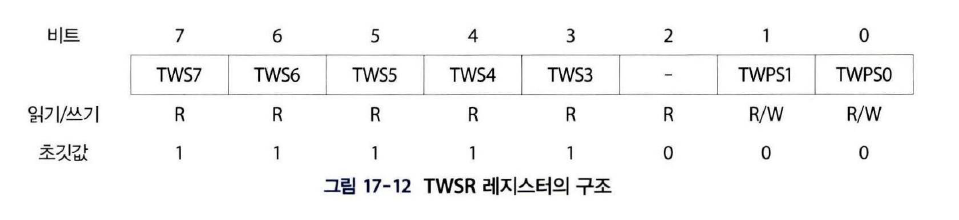 비트 7 6 5 4 3 2 1 0
TWS7 TWS6 TWS5 TWS4 TWS3 - TWPS1 TWPS0
읽기/쓰기 R R R R R R R/W R/W
초깃값 1 1 1 1 1 0 0 0
그림 17-12 TWSR 레지스터의 구조